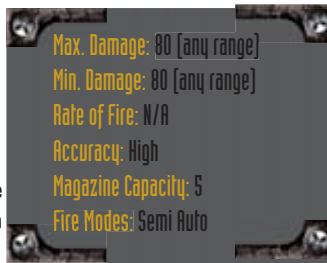 Max. Damage: 80 (any range)
Min. Damage: 80 (any range)
Rate of Fire: N/A
Accuracy: High
Magazine Capacity: 5
Fire Modes: Semi Auto